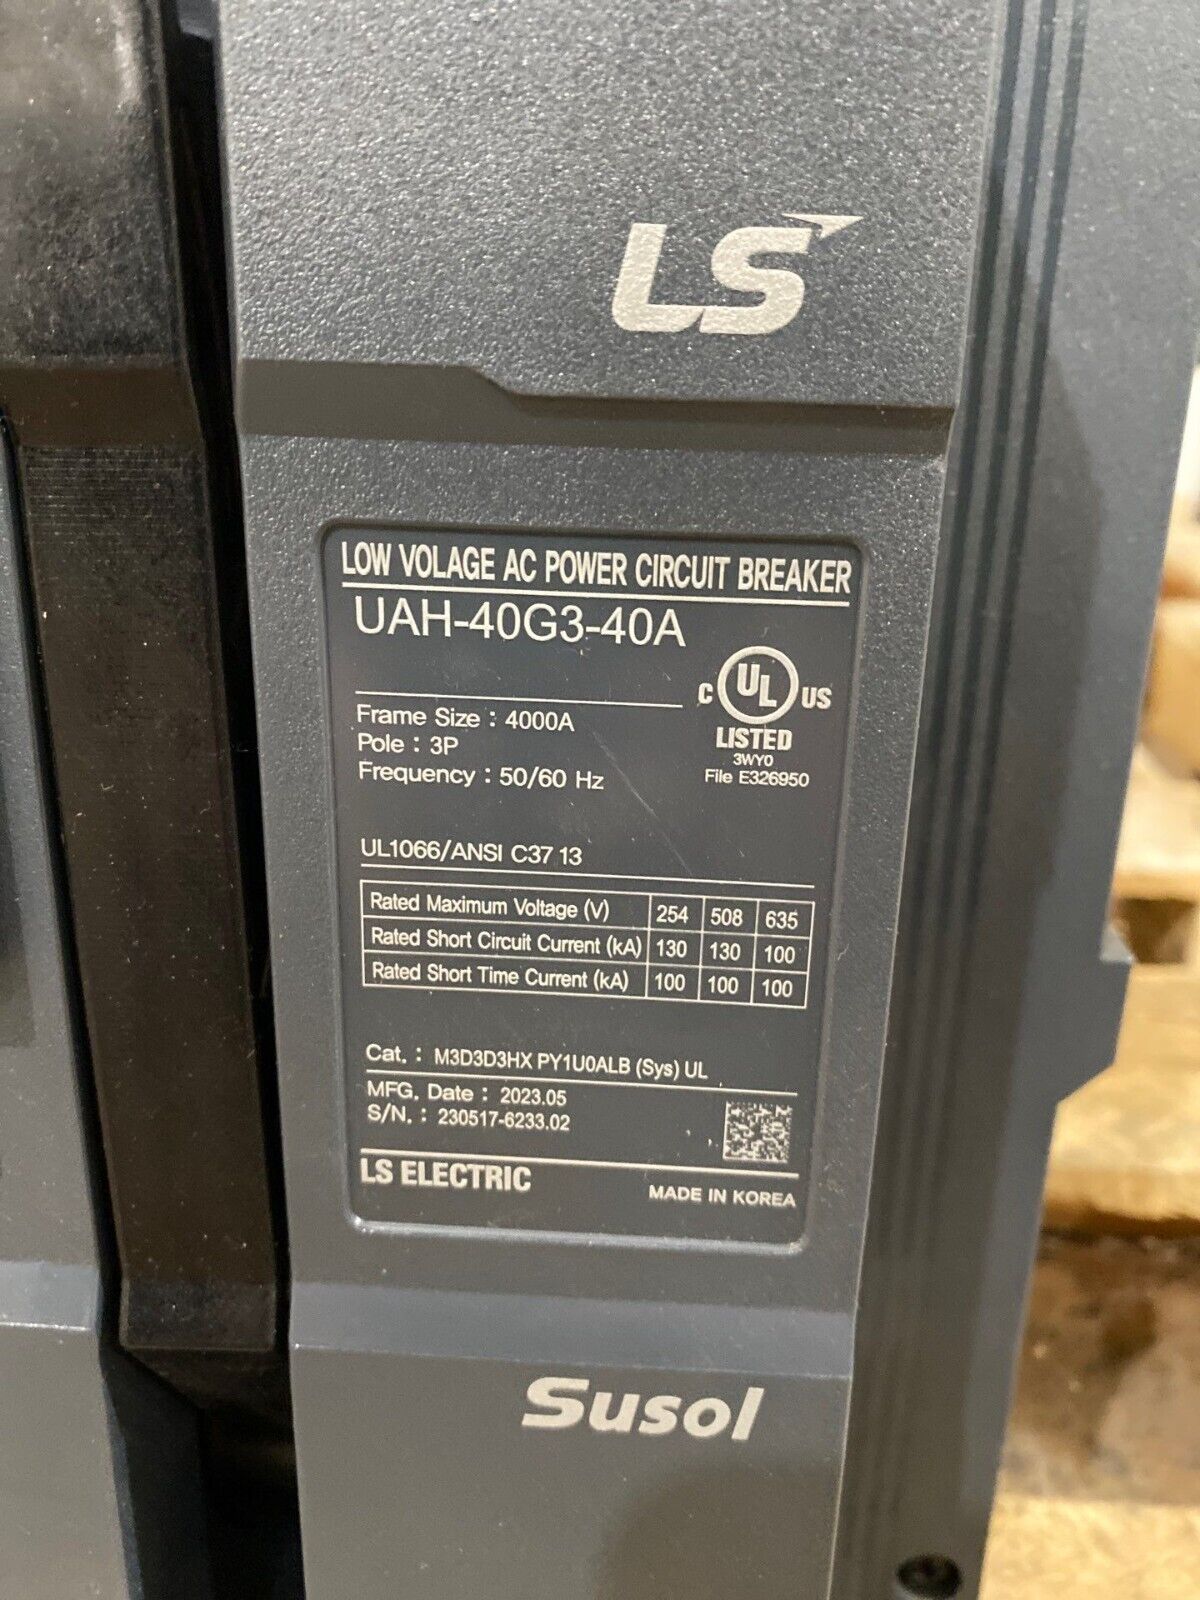 LS
LOW VOLAGE AC POWER CIRCUIT BREAKER
UAH-40G3-40A
C UL US
LISTED
3WY0
File E326950
Frame Size : 4000A
Pole : 3P
Frequency : 50/60 Hz
UL1066/ANSI C37 13
Rated Maximum Voltage (V) 254 508 635
Rated Short Circuit Current (kA) 130 130 100
Rated Short Time Current (kA) 100 100 100
Cat. : M3D3D3HX PY1U0ALB (Sys) UL
MFG. Date : 2023.05
S/N. : 230517-6233.02
LS ELECTRIC
MADE IN KOREA
Susol